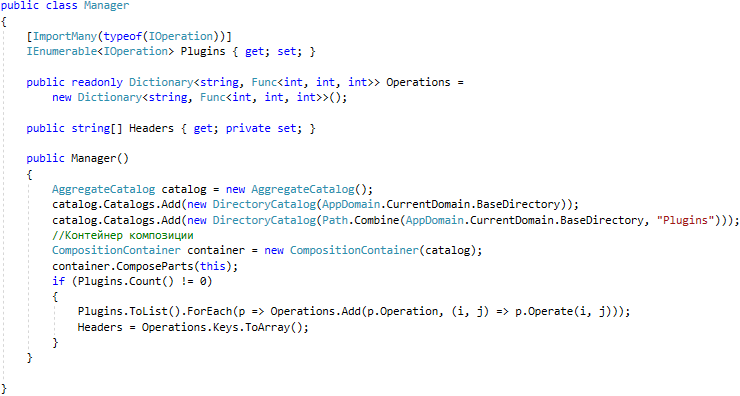 public class Manager
{
[ImportMany(typeof(IOperation))]
IEnumerable<IOperation> Plugins { get; set; }
public readonly Dictionary<string, Func<int, int, int>> Operations =
new Dictionary<string, Func<int, int, int>>();
public string[] Headers { get; private set; }
public Manager()
{
AggregateCatalog catalog = new AggregateCatalog();
catalog.Catalogs.Add(new DirectoryCatalog(AppDomain.CurrentDomain.BaseDirectory));
catalog.Catalogs.Add(new DirectoryCatalog(Path.Combine(AppDomain.CurrentDomain.BaseDirectory, "Plugins")));
//Контейнер композиции
CompositionContainer container = new CompositionContainer(catalog);
container.ComposeParts(this);
if (Plugins.Count() != 0)
{
Plugins.ToList().ForEach(p => Operations.Add(p.Operation, (i, j) => p.Operate(i, j)));
Headers = Operations.Keys.ToArray();
}
}
}